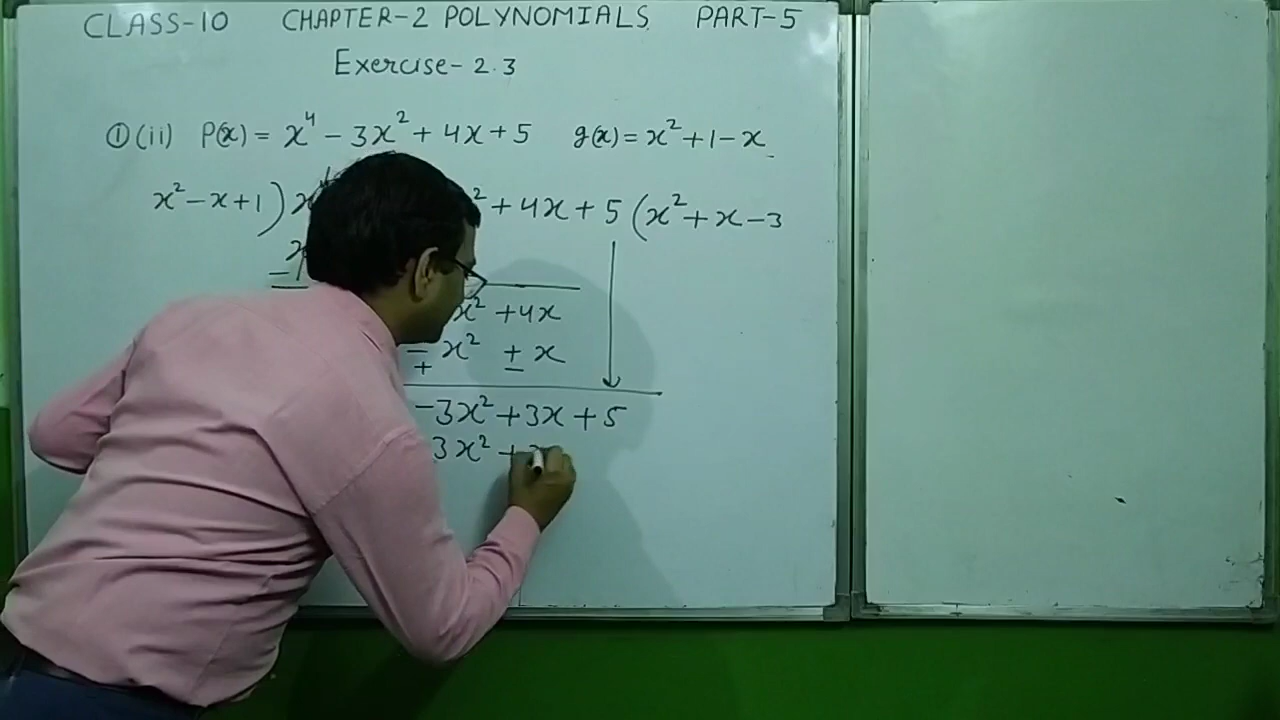 CLASS-10 CHAPTER-2 POLYNOMIALS PART-5
Exercise-2.3
①(ii) P(x) = x⁴ - 3x² + 4x + 5 g(x) = x² + 1 - x
x² - x + 1 ) x ² + 4x + 5 ( x² + x - 3
x² + 4x
- x² + x
+ -
-3x² + 3x + 5
3x² +